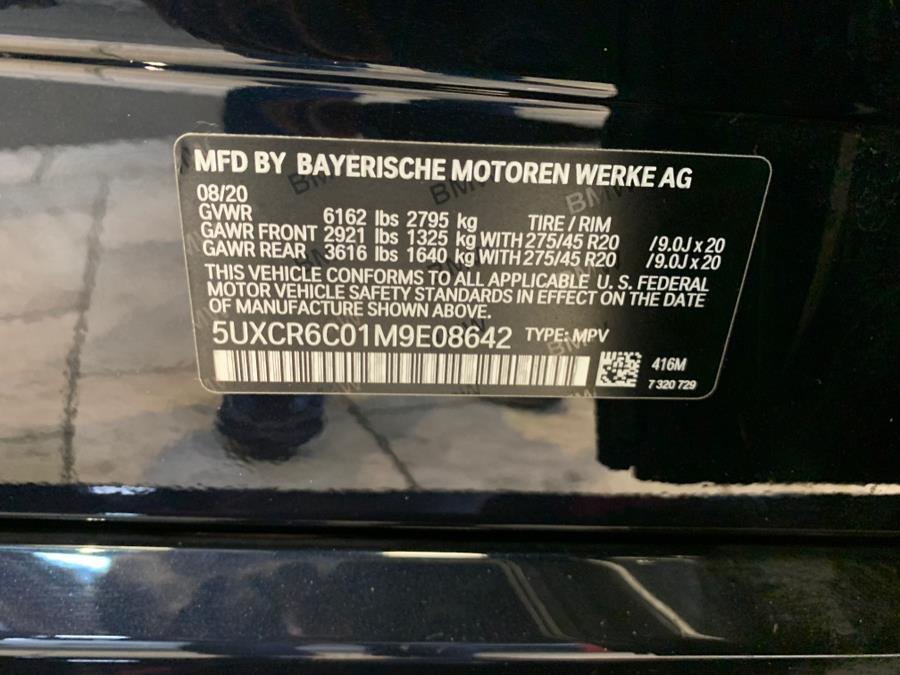 MFD BY BAYERISCHE MOTOREN WERKE AG
08/20
GVWR 6162 lbs 2795 kg TIRE / RIM
GAWR FRONT 2921 lbs 1325 kg WITH 275/45 R20 /9.0J x 20
GAWR REAR 3616 lbs 1640 kg WITH 275/45 R20 /9.0J x 20
THIS VEHICLE CONFORMS TO ALL APPLICABLE U. S. FEDERAL
MOTOR VEHICLE SAFETY STANDARDS IN EFFECT ON THE DATE
OF MANUFACTURE SHOWN ABOVE.
5UXCR6C01M9E08642 TYPE: MPV
416M
7 320 729